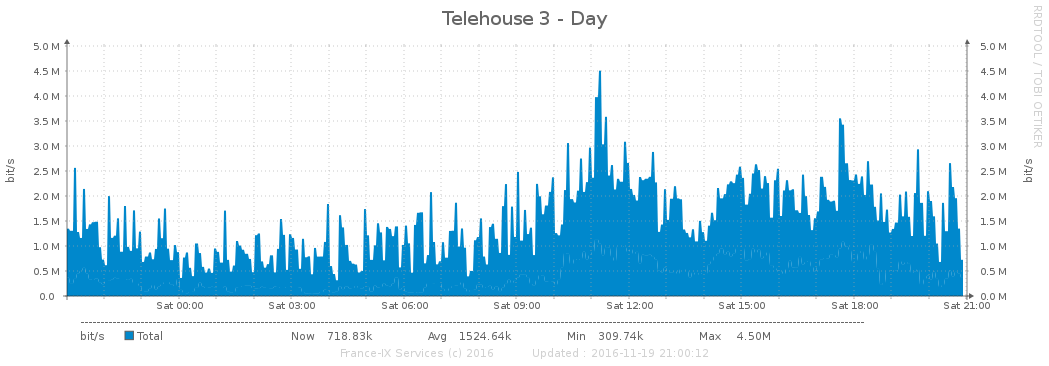 Telehouse 3 - Day
RRDTOOL / TOBI OETIKER
bit/s
5.0 M 5.0 M
4.5 M 4.5 M
4.0 M 4.0 M
3.5 M 3.5 M
3.0 M 3.0 M
2.5 M 2.5 M
2.0 M 2.0 M
1.5 M 1.5 M
1.0 M 1.0 M
0.5 M 0.5 M
0.0 0.0 M
bit/s
Sat 00:00 Sat 03:00 Sat 06:00 Sat 09:00 Sat 12:00 Sat 15:00 Sat 18:00 Sat 21:00
bit/s Total Now 718.83k Avg 1524.64k Min 309.74k Max 4.50M
France-IX Services (c) 2016 Updated : 2016-11-19 21:00:12